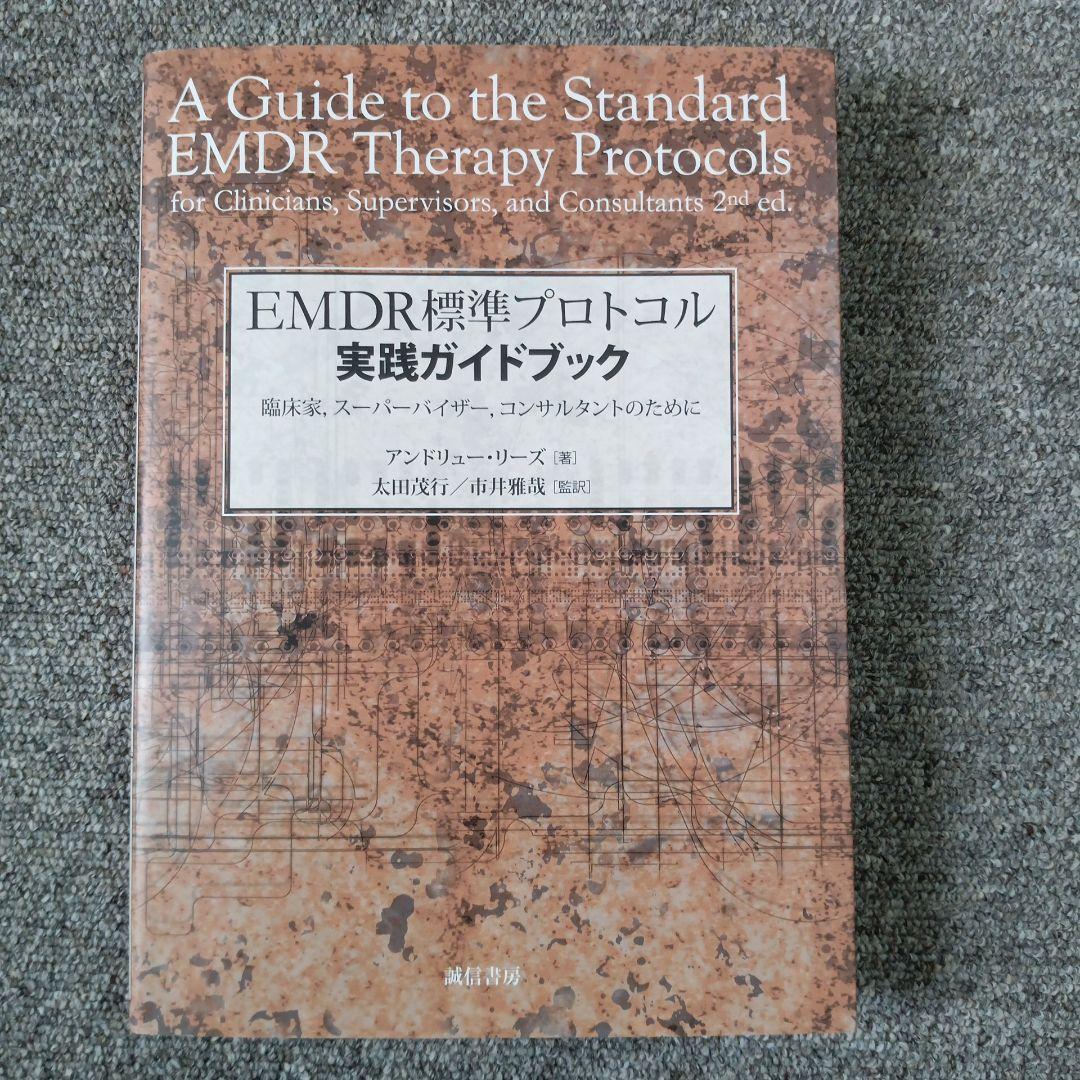 A Guide to the Standard
EMDR Therapy Protocols
for Clinicians, Supervisors, and Consultants 2nd ed.
EMDR標準プロトコル
実践ガイドブック
臨床家，スーパーバイザー，コンサルタントのために
アンドリュー・リーズ［著］
太田茂行／市井雅哉［監訳］
誠信書房